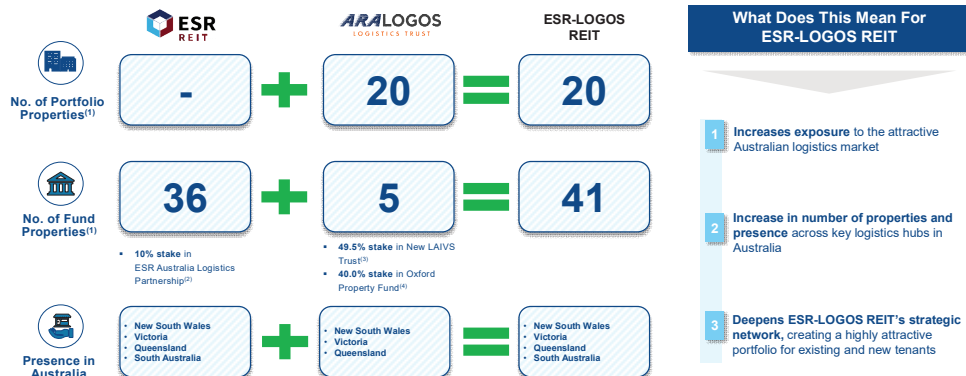 ESR
REIT
ARALOGOS
LOGISTICS TRUST
ESR-LOGOS
REIT
No. of Portfolio
Properties(1)
-
20
20
No. of Fund
Properties(1)
36
5
41
▪ 10% stake in
ESR Australia Logistics
Partnership(2)
▪ 49.5% stake in New LAIVS
Trust(3)
▪ 40.0% stake in Oxford
Property Fund(4)
Presence in
Australia
• New South Wales
• Victoria
• Queensland
• South Australia
• New South Wales
• Victoria
• Queensland
• New South Wales
• Victoria
• Queensland
• South Australia
What Does This Mean For
ESR-LOGOS REIT
1
Increases exposure to the attractive
Australian logistics market
2
Increase in number of properties and
presence across key logistics hubs in
Australia
3
Deepens ESR-LOGOS REIT's strategic
network, creating a highly attractive
portfolio for existing and new tenants